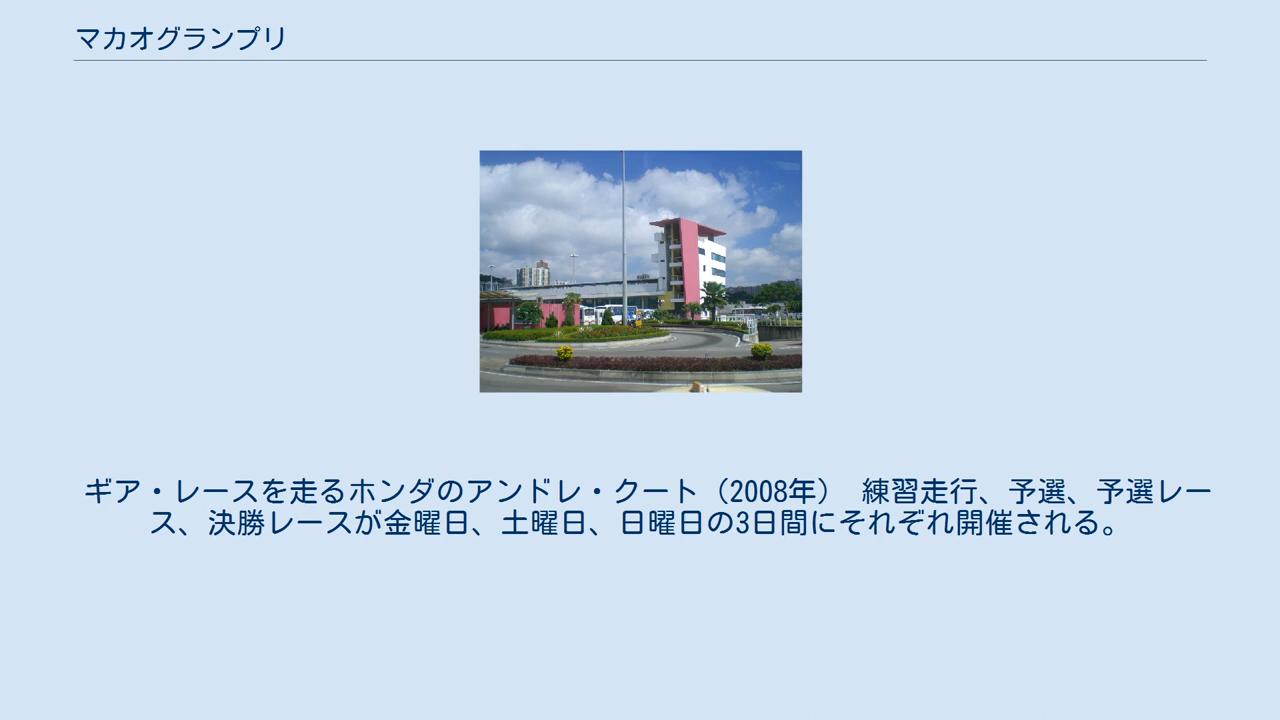 マカオグランプリ
ギア・レースを走るホンダのアンドレ・クート（2008年） 練習走行、予選、予選レー
ス、決勝レースが金曜日、土曜日、日曜日の3日間にそれぞれ開催される。